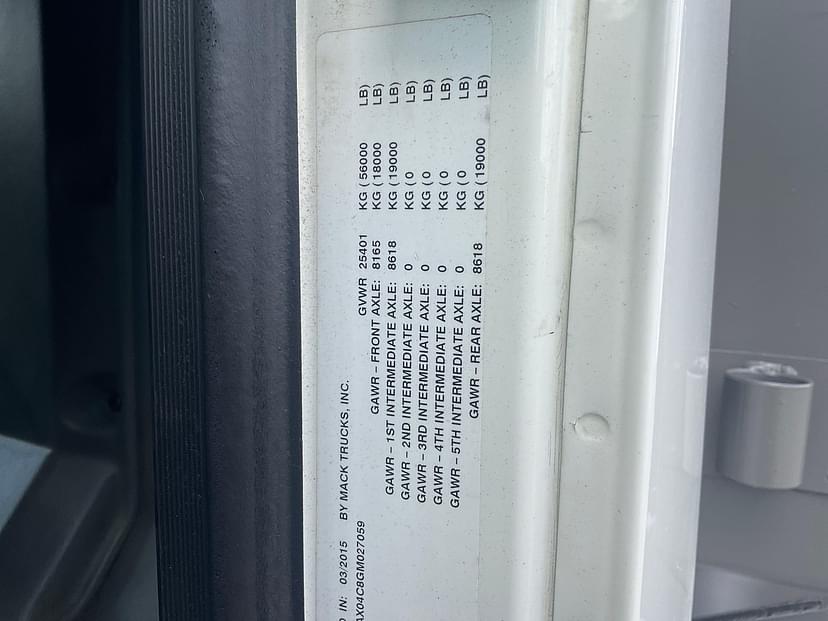 IN: 03/2015 BY MACK TRUCKS, INC.
AX04C8GM027059
GVWR 25401 KG ( 56000 LB)
GAWR – FRONT AXLE: 8165 KG ( 18000 LB)
GAWR – 1ST INTERMEDIATE AXLE: 8618 KG ( 19000 LB)
GAWR – 2ND INTERMEDIATE AXLE: 0 KG ( 0 LB)
GAWR – 3RD INTERMEDIATE AXLE: 0 KG ( 0 LB)
GAWR – 4TH INTERMEDIATE AXLE: 0 KG ( 0 LB)
GAWR – 5TH INTERMEDIATE AXLE: 0 KG ( 0 LB)
GAWR – REAR AXLE: 8618 KG ( 19000 LB)